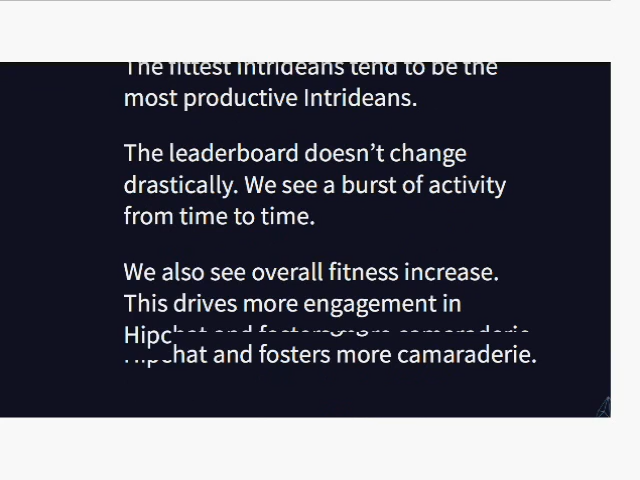 The fittest Intrideans tend to be the
most productive Intrideans.
The leaderboard doesn’t change
drastically. We see a burst of activity
from time to time.
We also see overall fitness increase.
This drives more engagement in
Hipchat and fosters more camaraderie.